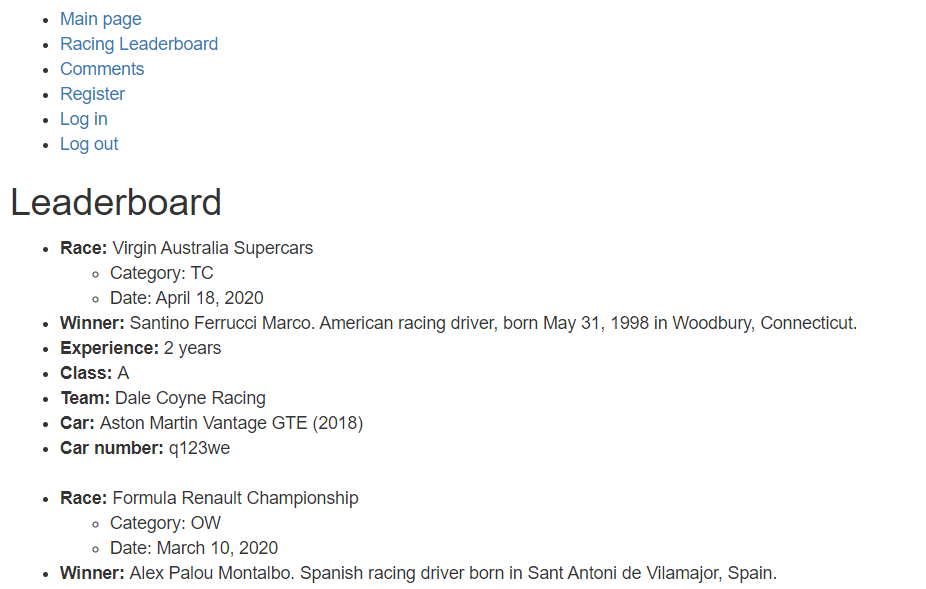 Main page
Racing Leaderboard
Comments
Register
Log in
Log out
Leaderboard
Race: Virgin Australia Supercars
Category: TC
Date: April 18, 2020
Winner: Santino Ferrucci Marco. American racing driver, born May 31, 1998 in Woodbury, Connecticut.
Experience: 2 years
Class: A
Team: Dale Coyne Racing
Car: Aston Martin Vantage GTE (2018)
Car number: q123we
Race: Formula Renault Championship
Category: OW
Date: March 10, 2020
Winner: Alex Palou Montalbo. Spanish racing driver born in Sant Antoni de Vilamajor, Spain.